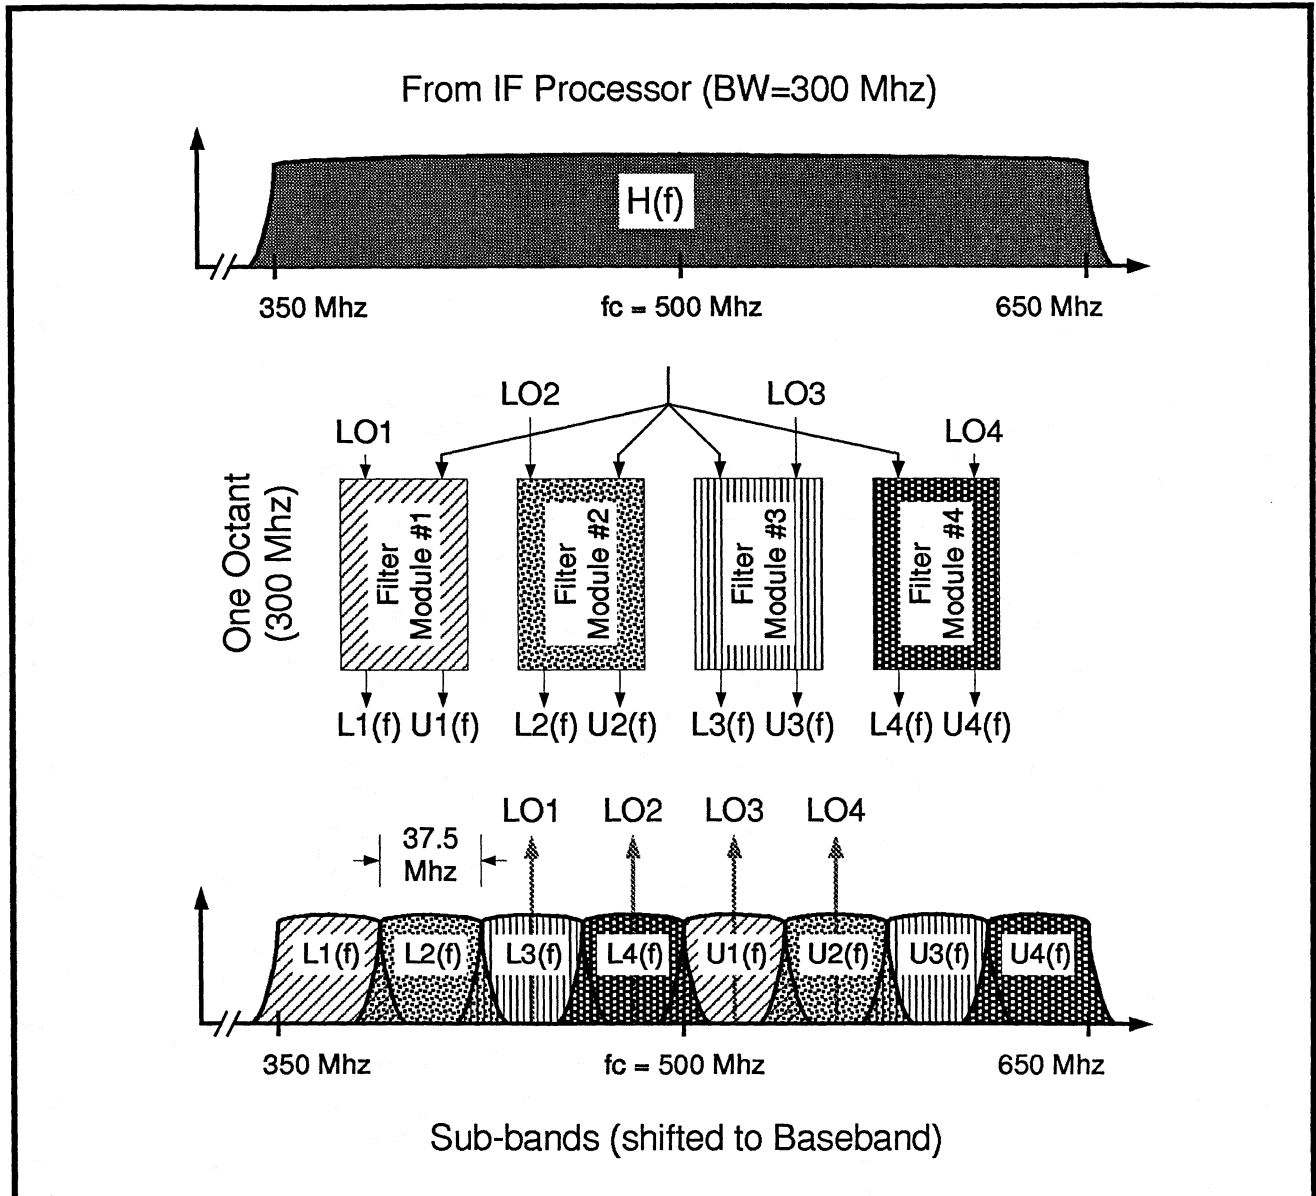 From IF Processor (BW=300 Mhz)
H(f)
350 Mhz
fc = 500 Mhz
650 Mhz
LO1
LO2
LO3
LO4
One Octant
(300 Mhz)
Filter
Module #1
Filter
Module #2
Filter
Module #3
Filter
Module #4
L1(f) U1(f)
L2(f) U2(f)
L3(f) U3(f)
L4(f) U4(f)
37.5
Mhz
LO1
LO2
LO3
LO4
L1(f)
L2(f)
L3(f)
L4(f)
U1(f)
U2(f)
U3(f)
U4(f)
350 Mhz
fc = 500 Mhz
650 Mhz
Sub-bands (shifted to Baseband)